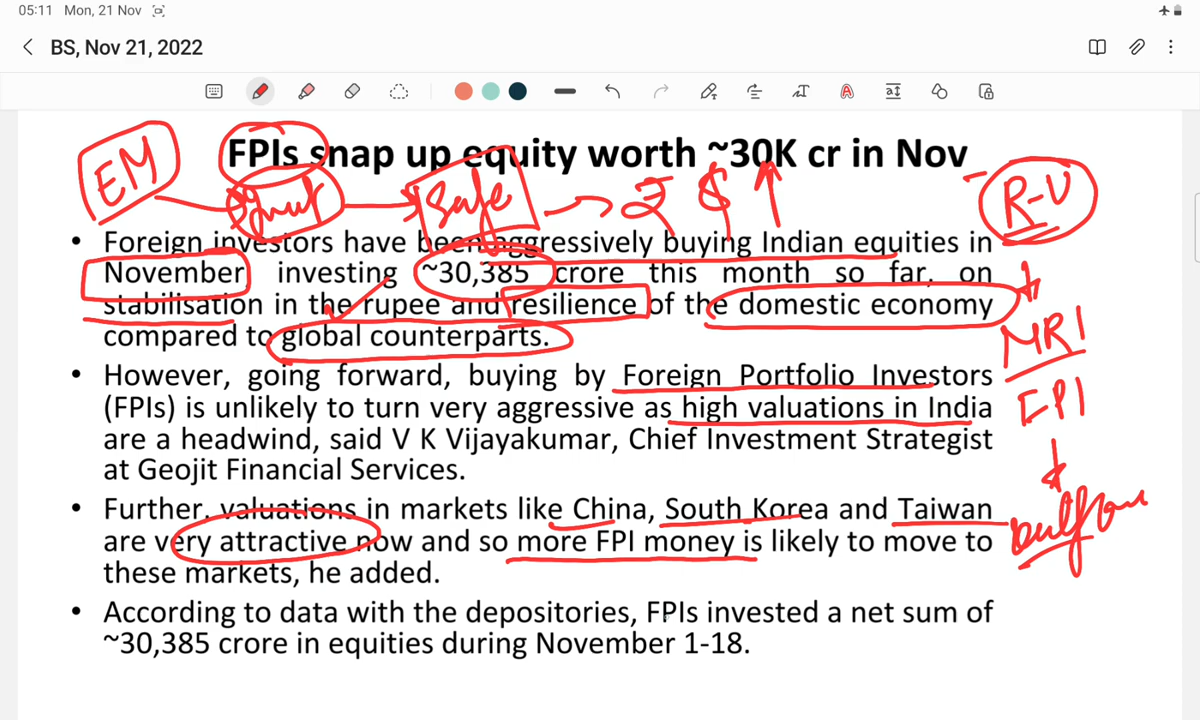 05:11 Mon, 21 Nov
BS, Nov 21, 2022
FPIs snap up equity worth ~30K cr in Nov
EM
Safe
₹ $ ↑
R-U
• Foreign investors have been aggressively buying Indian equities in
November investing ~30,385 crore this month so far, on
stabilisation in the rupee and resilience of the domestic economy
compared to global counterparts.
MRI
• However, going forward, buying by Foreign Portfolio Investors
(FPIs) is unlikely to turn very aggressive as high valuations in India
are a headwind, said V K Vijayakumar, Chief Investment Strategist
at Geojit Financial Services.
FPI
• Further, valuations in markets like China, South Korea and Taiwan
are very attractive now and so more FPI money is likely to move to
these markets, he added.
• According to data with the depositories, FPIs invested a net sum of
~30,385 crore in equities during November 1-18.